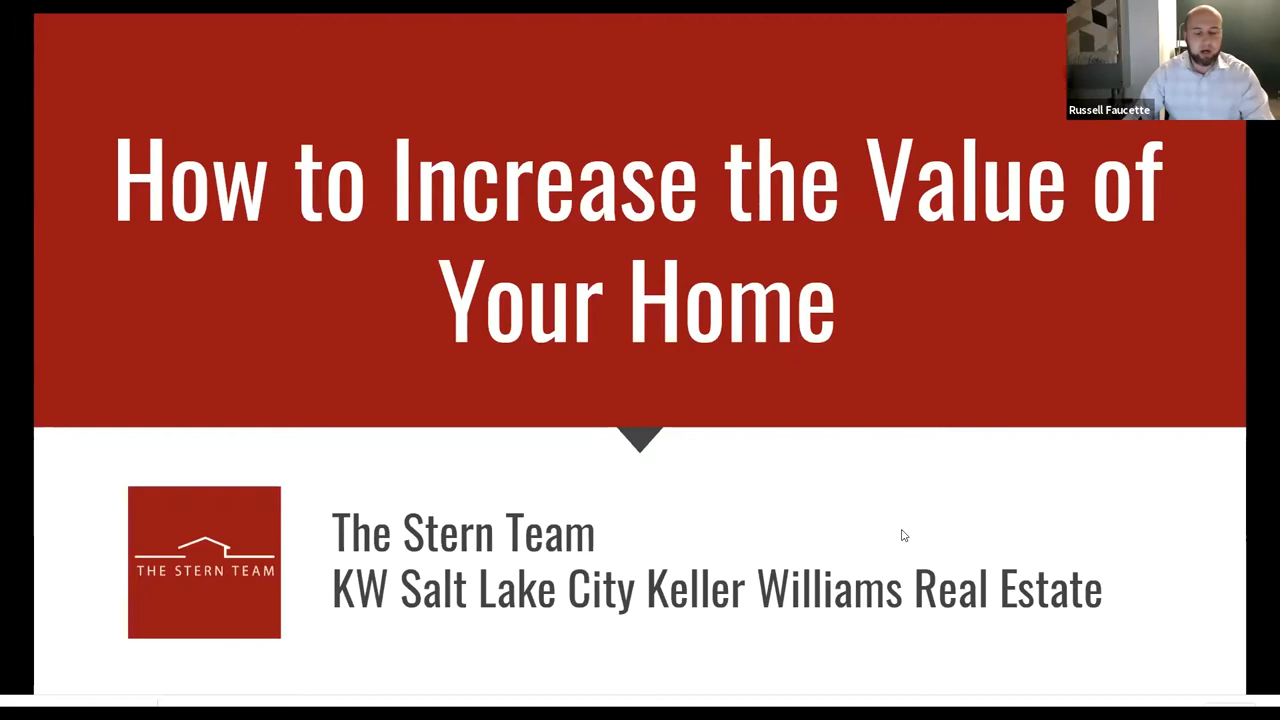 Russell Faucette
How to Increase the Value of
Your Home
The Stern Team
KW Salt Lake City Keller Williams Real Estate
THE STERN TEAM